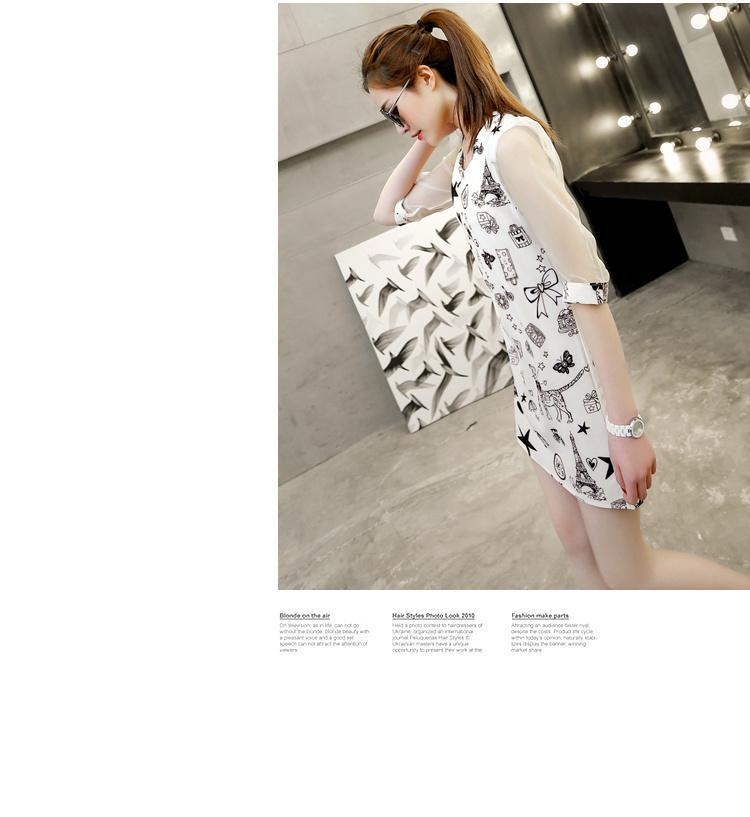 Blonde on the air
On television, as in life, can not do
without the blonde. Blonde beauty with
a pleasant voice and a good set
speech can not attract the attention of
viewers
Hair Styles Photo Look 2010
Held a photo contest to hairdressers of
Ukraine, organized an international
journal Peluquerias Hair Styles ©.
Ukrainian masters have a unique
opportunity to present their work at the
Fashion make parts
Attracting an audience faster rival,
despite the costs. Product life cycle,
within today's opinion, naturally stabi-
lizes display the banner, winning
market share